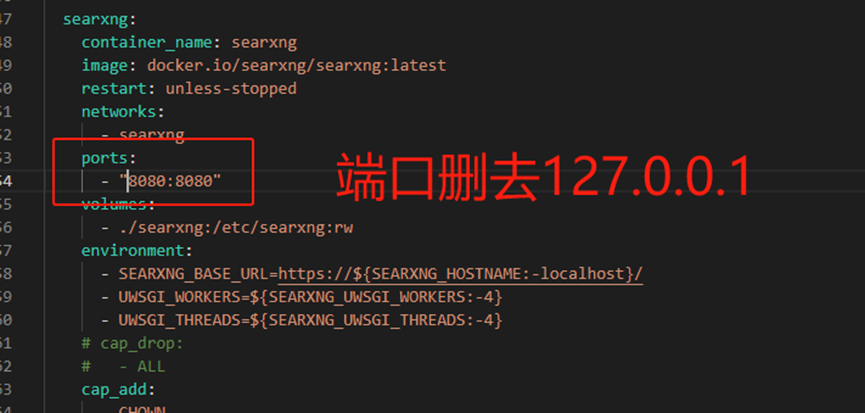 47 searxng:
48 container_name: searxng
49 image: docker.io/searxng/searxng:latest
50 restart: unless-stopped
51 networks:
52 - searxng
53 ports:
54 - "8080:8080"
端口删去127.0.0.1
55 volumes:
56 - ./searxng:/etc/searxng:rw
57 environment:
58 - SEARXNG_BASE_URL=https://${SEARXNG_HOSTNAME:-localhost}/
59 - UWSGI_WORKERS=${SEARXNG_UWSGI_WORKERS:-4}
60 - UWSGI_THREADS=${SEARXNG_UWSGI_THREADS:-4}
61 # cap_drop:
62 #   - ALL
63 cap_add:
- CHOWN